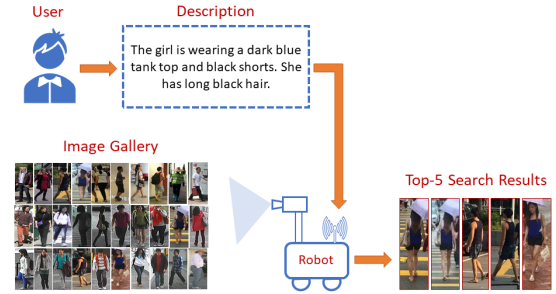 User
Description
The girl is wearing a dark blue
tank top and black shorts. She
has long black hair.
Image Gallery
Top-5 Search Results
Robot